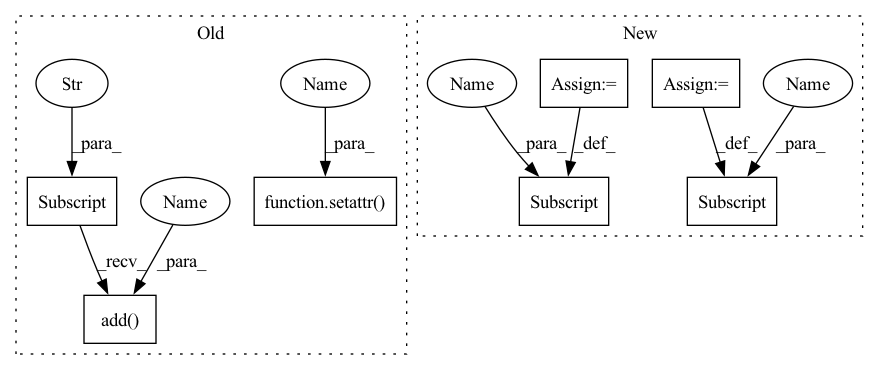 Old
New
Str
Name
Name
Assign:=
Assign:=
Name
_para_
_para_
_para_
_def_
_def_
_para_
Subscript
Name
function.setattr()
Subscript
Subscript
_recv_
_para_
add()